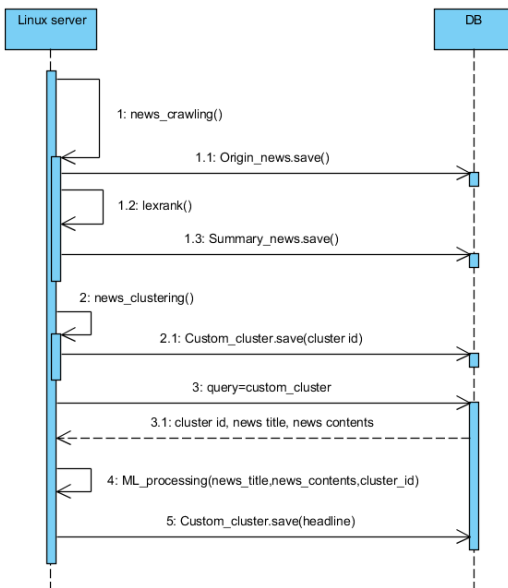 Linux server
DB
1: news_crawling()
1.1: Origin_news.save()
1.2: lexrank()
1.3: Summary_news.save()
2: news_clustering()
2.1: Custom_cluster.save(cluster id)
3: query=custom_cluster
3.1: cluster id, news title, news contents
4: ML_processing(news_title,news_contents,cluster_id)
5: Custom_cluster.save(headline)